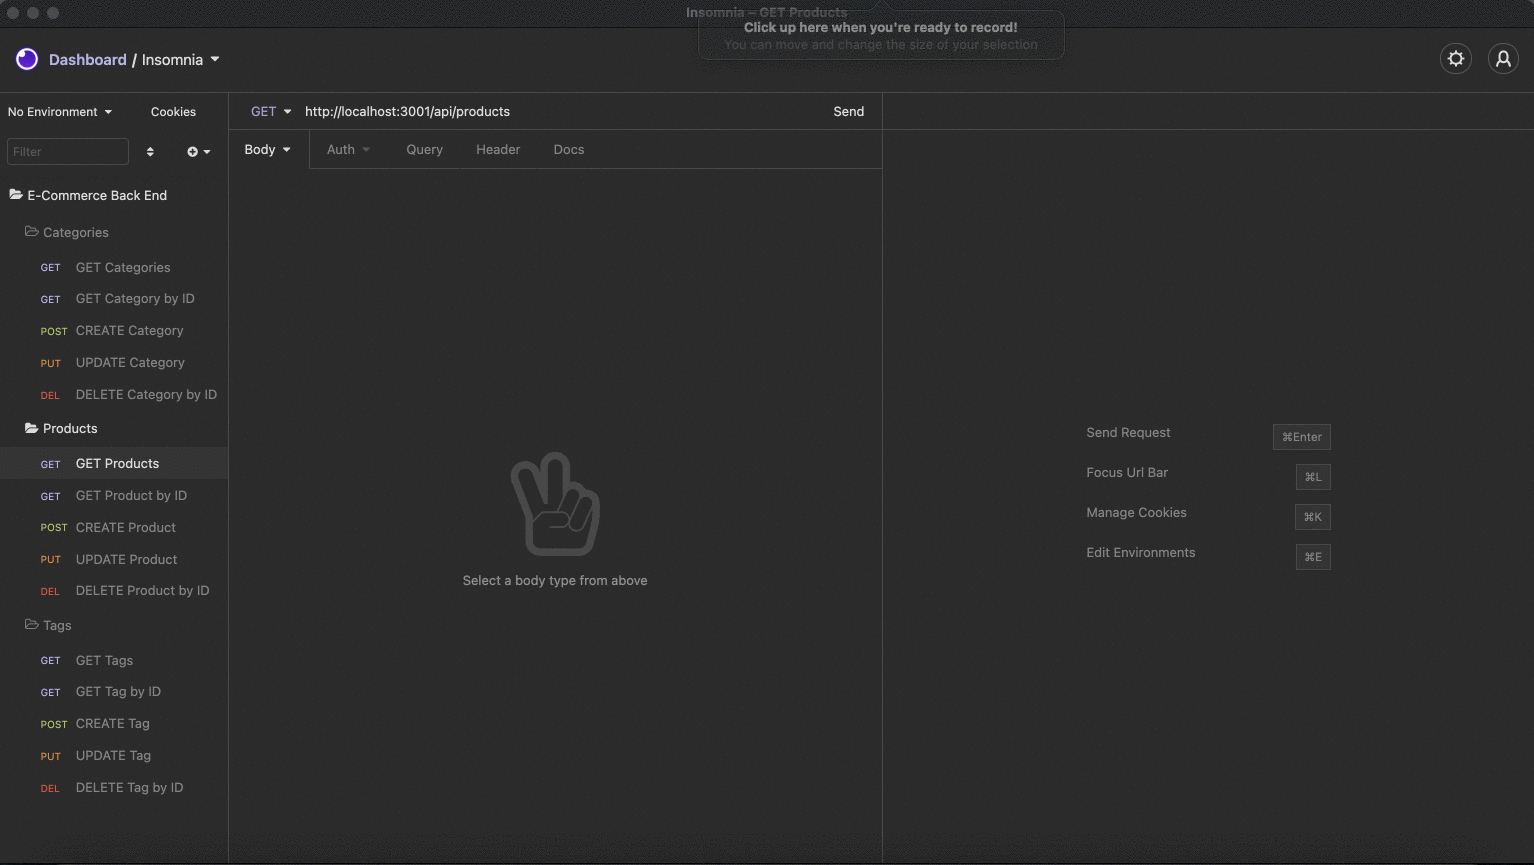 Insomnia – GET Products
Click up here when you're ready to record!
You can move and change the size of your selection
Dashboard / Insomnia
No Environment Cookies
GET http://localhost:3001/api/products Send
Filter
Body Auth Query Header Docs
E-Commerce Back End
Categories
GET GET Categories
GET GET Category by ID
POST CREATE Category
PUT UPDATE Category
DEL DELETE Category by ID
Products
GET GET Products
GET GET Product by ID
POST CREATE Product
PUT UPDATE Product
DEL DELETE Product by ID
Tags
GET GET Tags
GET GET Tag by ID
POST CREATE Tag
PUT UPDATE Tag
DEL DELETE Tag by ID
Select a body type from above
Send Request ⌘Enter
Focus Url Bar ⌘L
Manage Cookies ⌘K
Edit Environments ⌘E